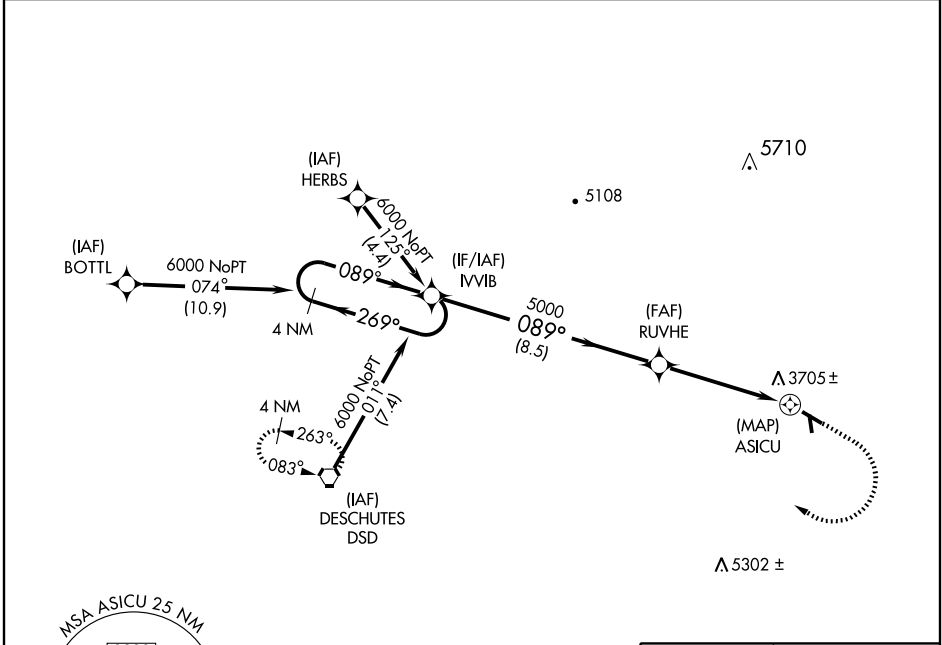 5710
5108
(IAF)
HERBS
6000 NoPT
125°
(4.4)
(IAF)
BOTTL
6000 NoPT
074°
(10.9)
089°
(IF/IAF)
IVVIB
4 NM
269°
5000
089°
(8.5)
(FAF)
RUVHE
3705 ±
(MAP)
ASICU
6000 NoPT
011°
(7.4)
4 NM
263°
083°
(IAF)
DESCHUTES
DSD
5302 ±
MSA ASICU 25 NM